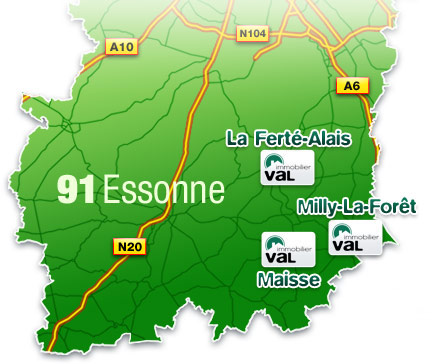 A10
N104
A6
La Ferté-Alais
immobilier
VAL
91 Essonne
Milly-La-Forêt
immobilier
VAL
N20
immobilier
VAL
Maisse